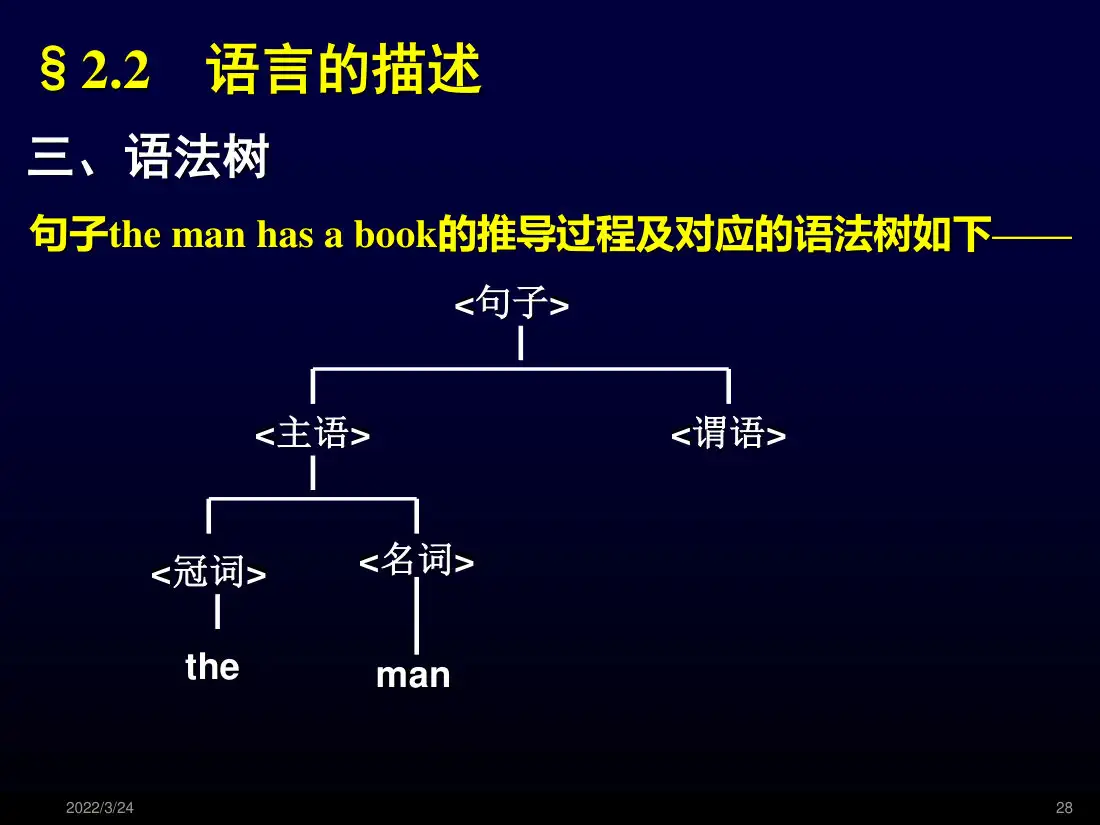 §2.2 语言的描述
三、语法树
句子the man has a book的推导过程及对应的语法树如下——
<句子>
<主语> <谓语>
<冠词> <名词>
the man
2022/3/24 28